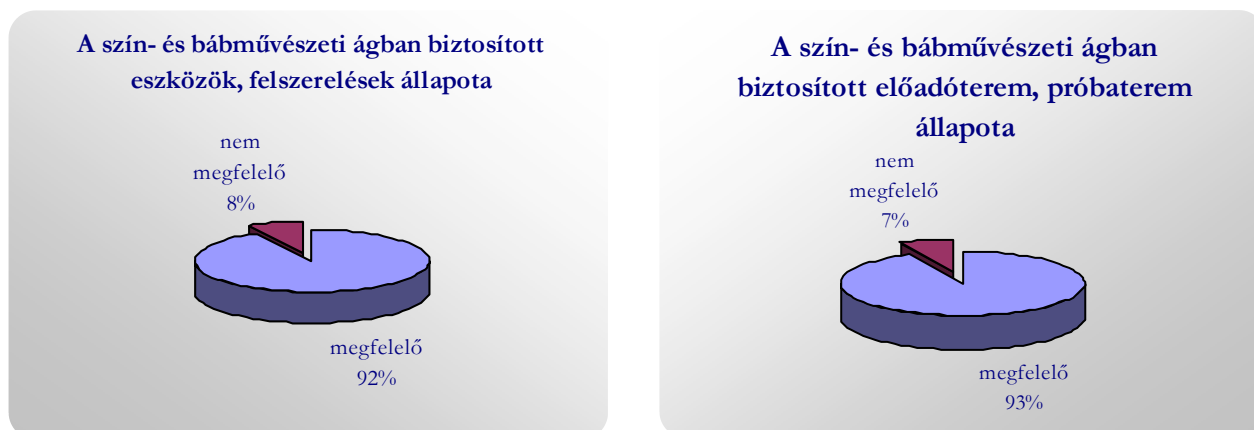 A szín- és bábművészeti ágban biztosított
eszközök, felszerelések állapota
nem
megfelelő
8%
megfelelő
92%
A szín- és bábművészeti ágban
biztosított előadóterem, próbaterem
állapota
nem
megfelelő
7%
megfelelő
93%